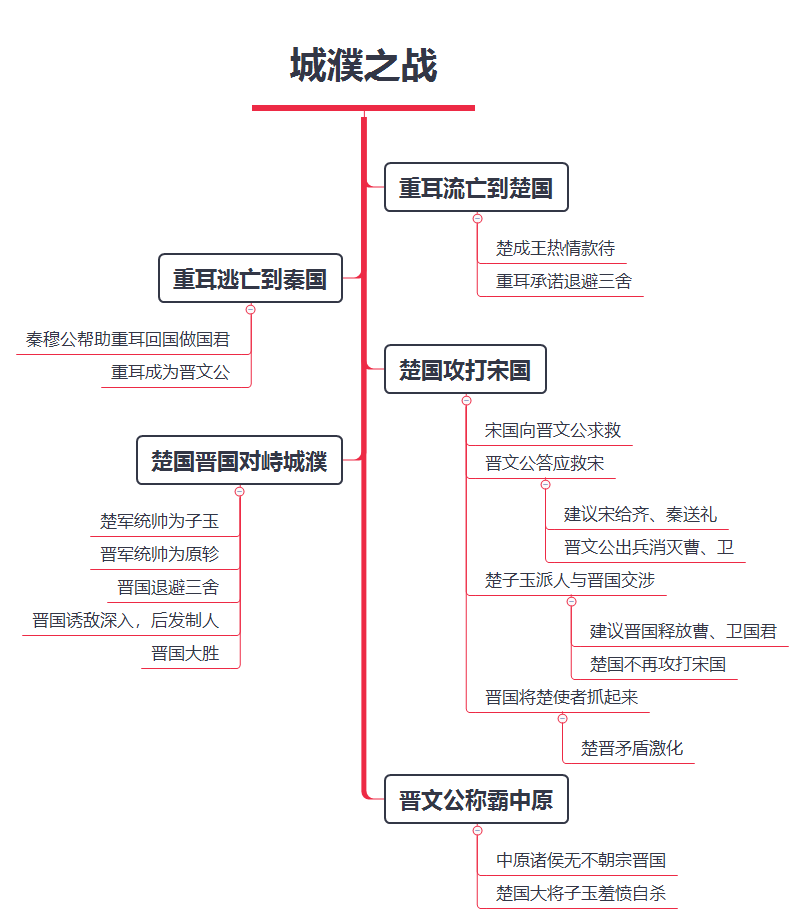 城濮之战
重耳流亡到楚国
楚成王热情款待
重耳承诺退避三舍
重耳逃亡到秦国
秦穆公帮助重耳回国做国君
重耳成为晋文公
楚国攻打宋国
宋国向晋文公求救
晋文公答应救宋
建议宋给齐、秦送礼
晋文公出兵消灭曹、卫
楚子玉派人与晋国交涉
建议晋国释放曹、卫国君
楚国不再攻打宋国
晋国将楚使者抓起来
楚晋矛盾激化
楚国晋国对峙城濮
楚军统帅为子玉
晋军统帅为原轸
晋国退避三舍
晋国诱敌深入，后发制人
晋国大胜
晋文公称霸中原
中原诸侯无不朝宗晋国
楚国大将子玉羞愤自杀